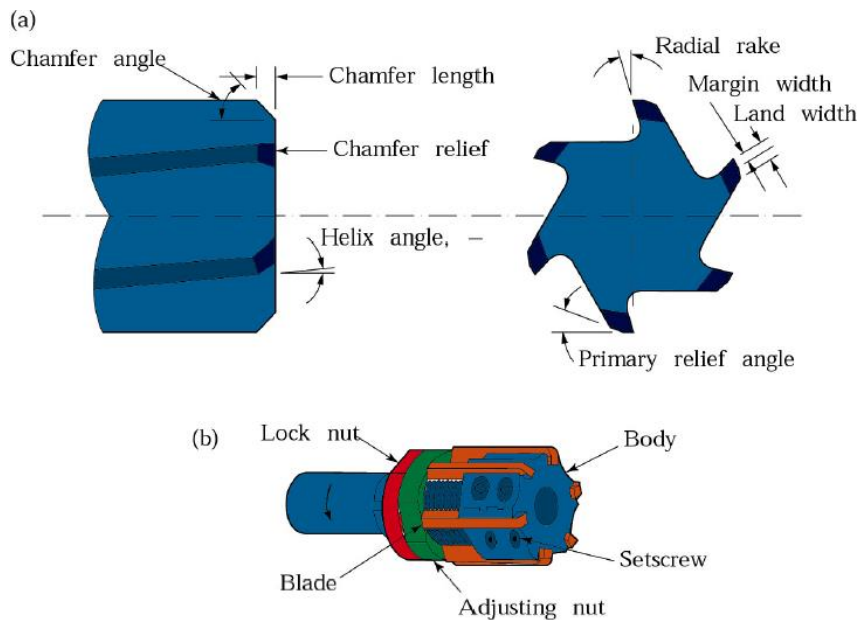 (a)
Chamfer angle
Chamfer length
Chamfer relief
Helix angle, –
Radial rake
Margin width
Land width
Primary relief angle
(b)
Lock nut
Body
Blade
Setscrew
Adjusting nut